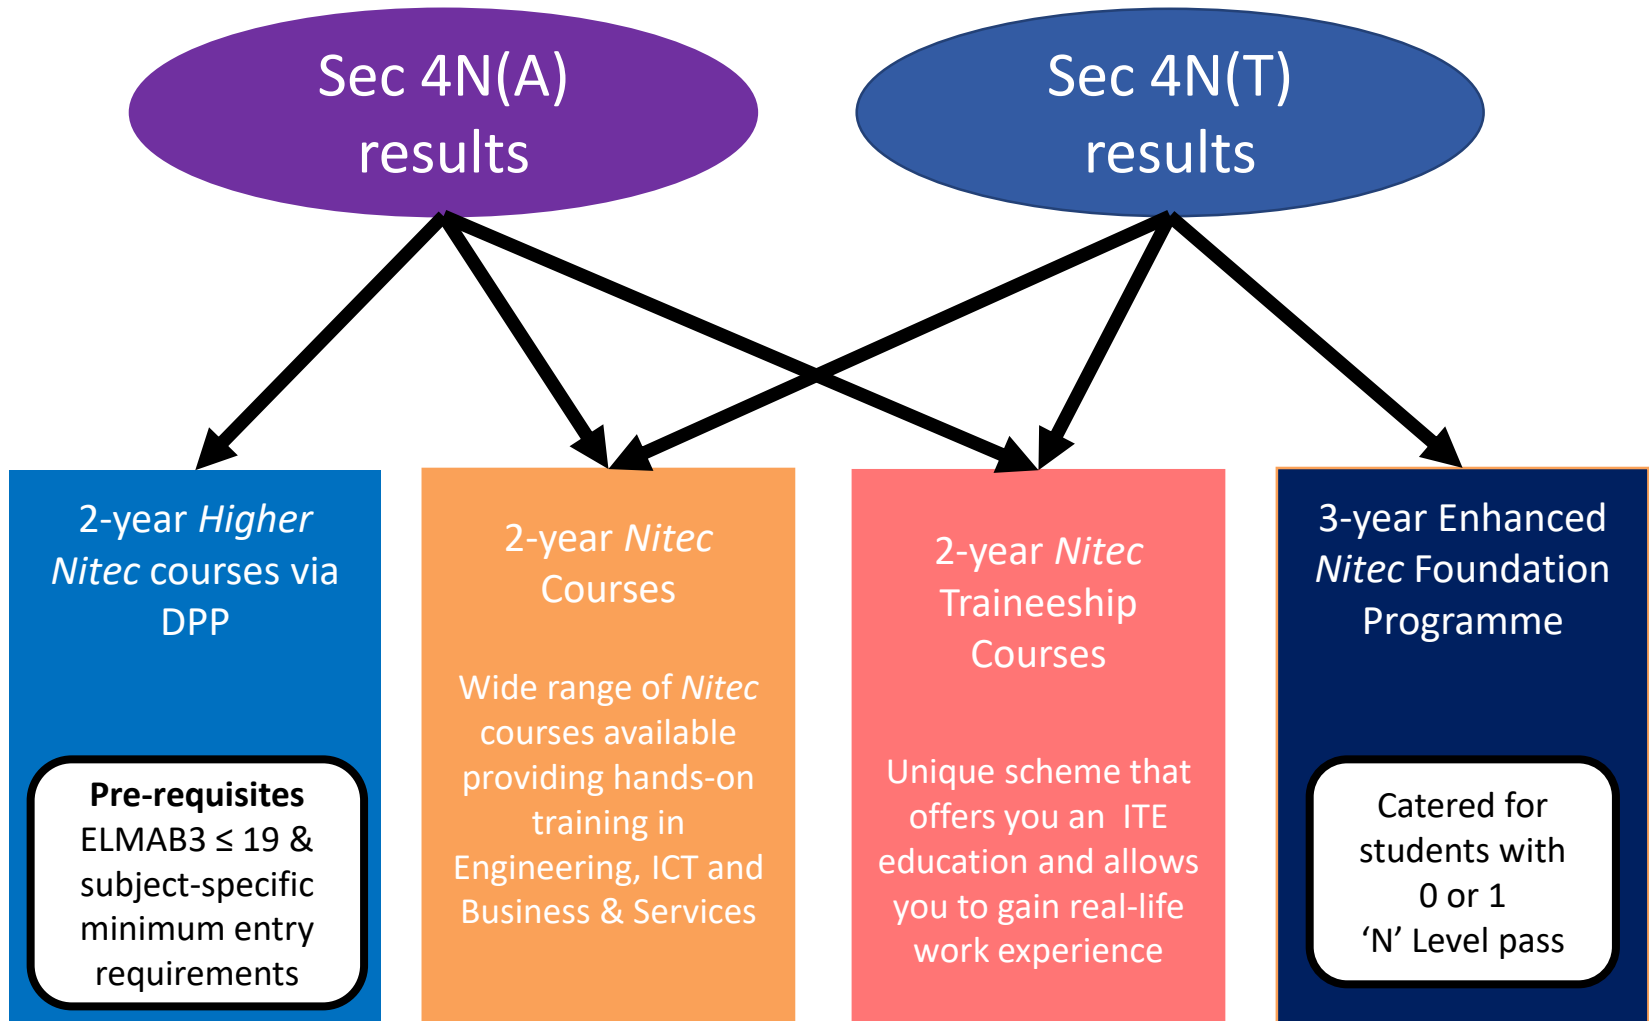 Sec 4N(A)
results
Sec 4N(T)
results
2-year Higher
Nitec courses via
DPP
Pre-requisites
ELMAB3 ≤ 19 &
subject-specific
minimum entry
requirements
2-year Nitec
Courses
Wide range of Nitec
courses available
providing hands-on
training in
Engineering, ICT and
Business & Services
2-year Nitec
Traineeship
Courses
Unique scheme that
offers you an ITE
education and allows
you to gain real-life
work experience
3-year Enhanced
Nitec Foundation
Programme
Catered for
students with
0 or 1
‘N’ Level pass